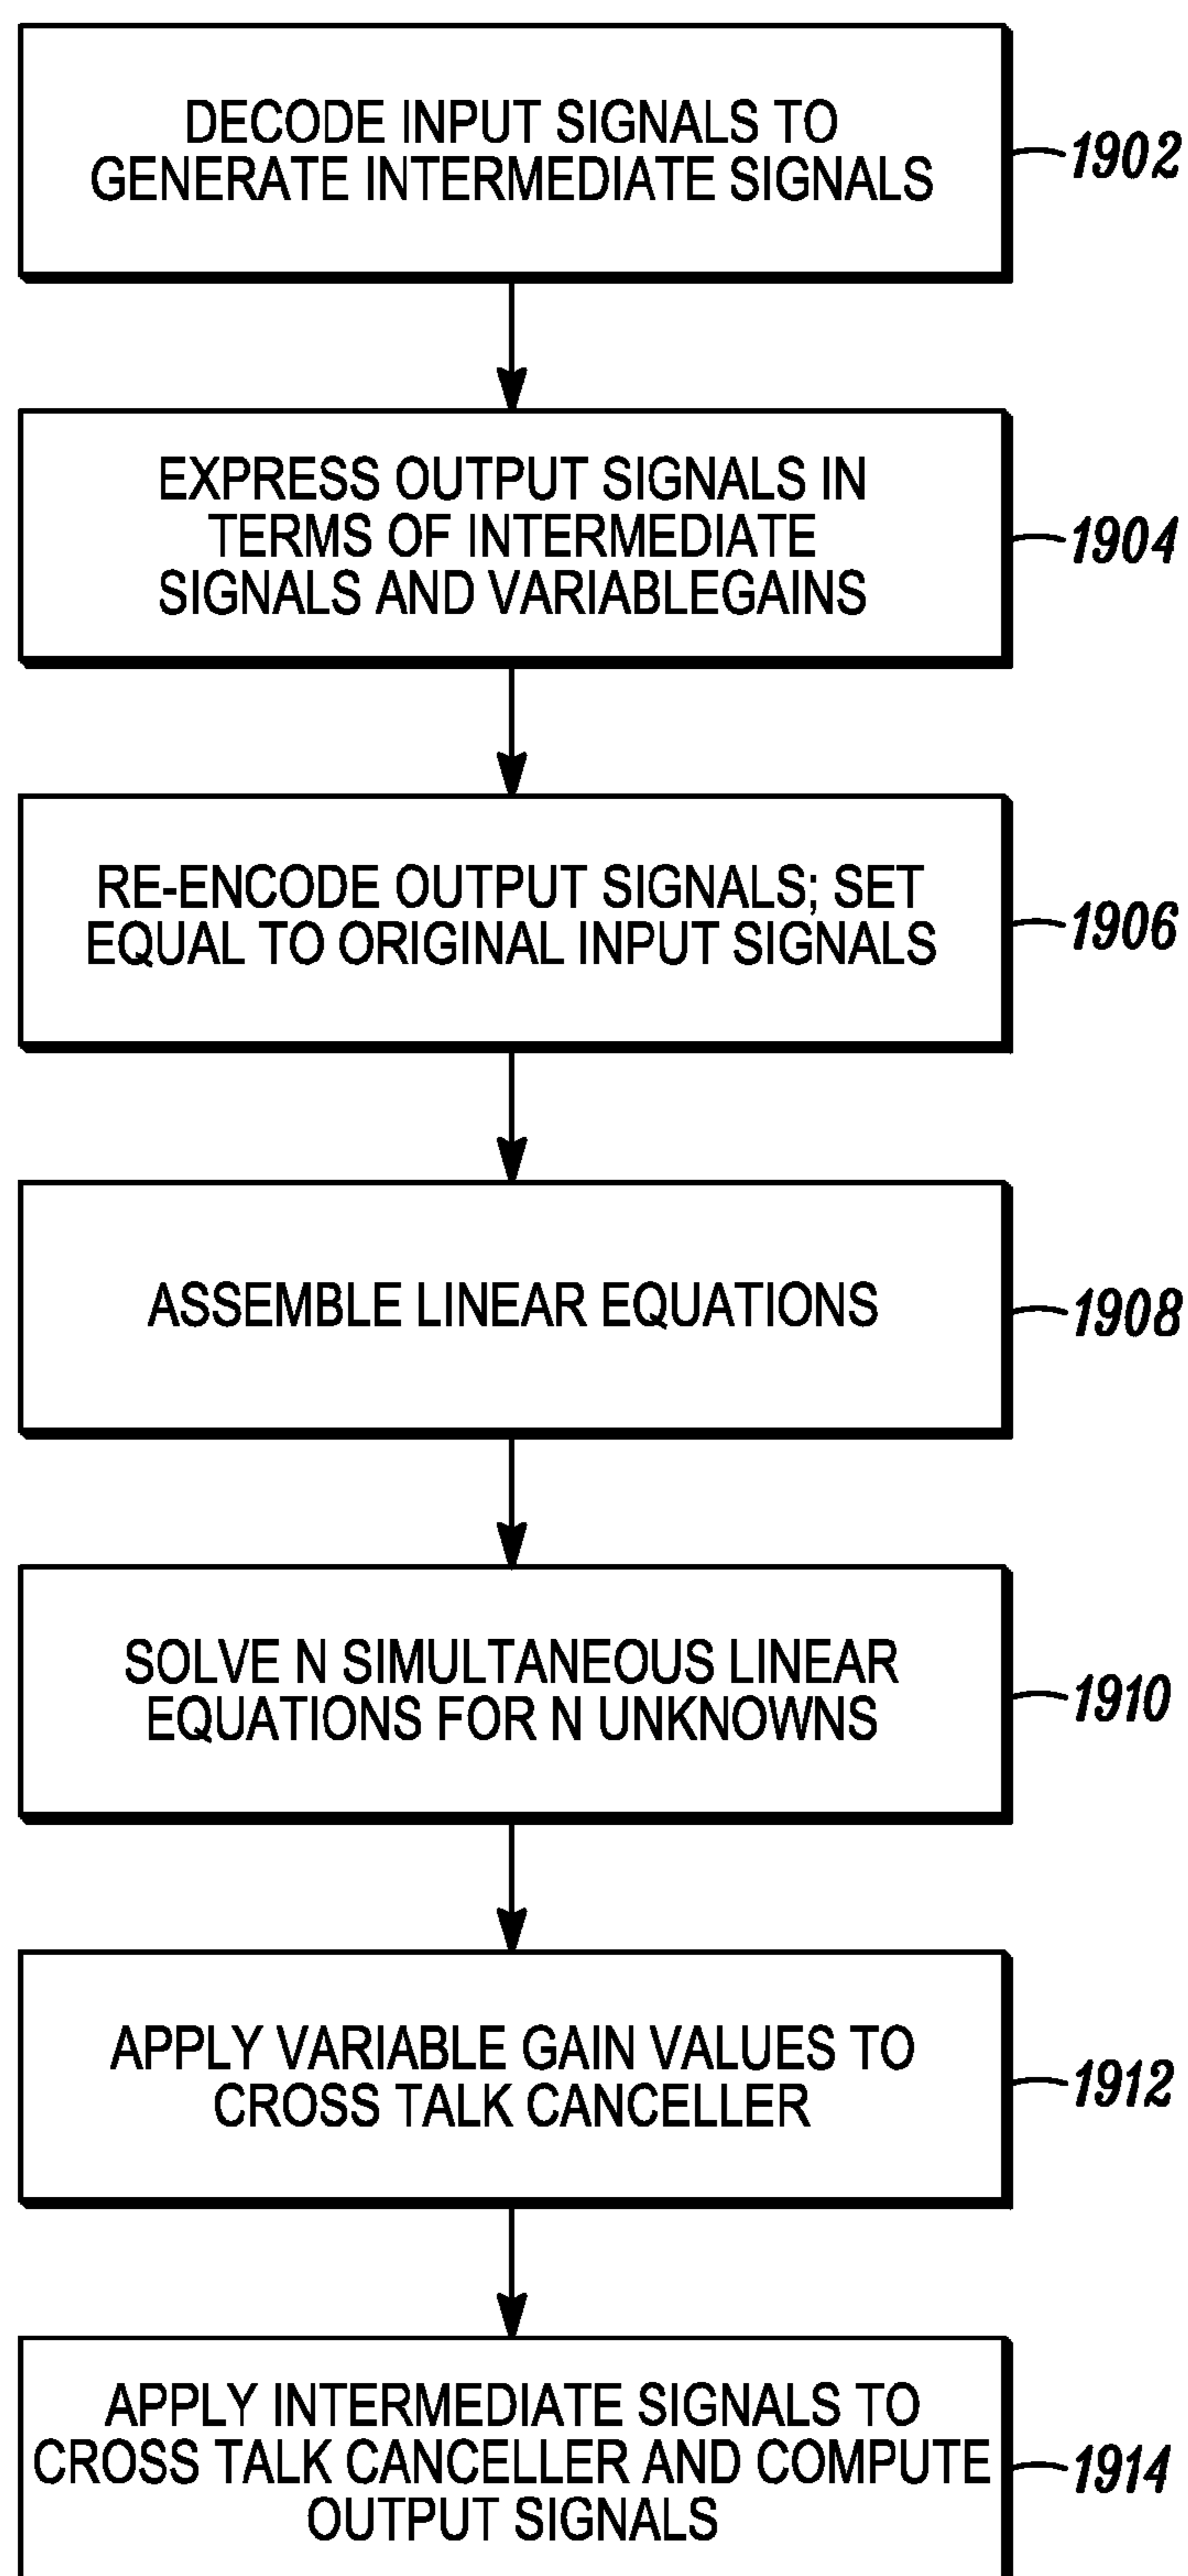 DECODE INPUT SIGNALS TO
GENERATE INTERMEDIATE SIGNALS
1902
EXPRESS OUTPUT SIGNALS IN
TERMS OF INTERMEDIATE
SIGNALS AND VARIABLEGAINS
1904
RE-ENCODE OUTPUT SIGNALS; SET
EQUAL TO ORIGINAL INPUT SIGNALS
1906
ASSEMBLE LINEAR EQUATIONS
1908
SOLVE N SIMULTANEOUS LINEAR
EQUATIONS FOR N UNKNOWNS
1910
APPLY VARIABLE GAIN VALUES TO
CROSS TALK CANCELLER
1912
APPLY INTERMEDIATE SIGNALS TO
CROSS TALK CANCELLER AND COMPUTE
OUTPUT SIGNALS
1914